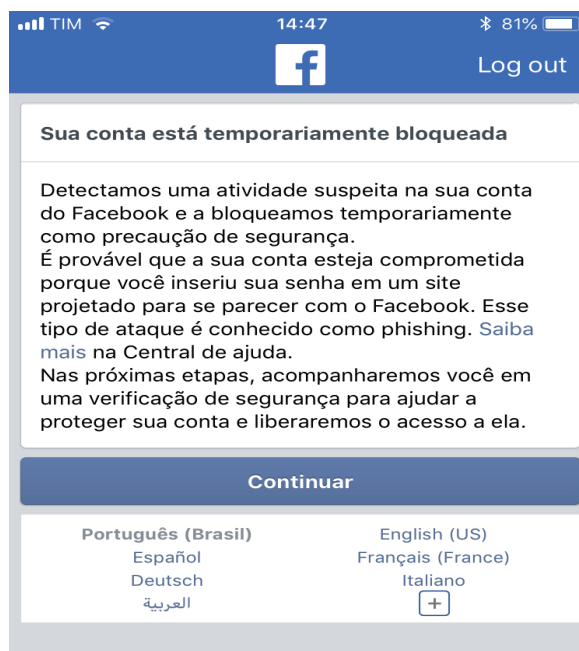 TIM 14:47 81%
f Log out
Sua conta está temporariamente bloqueada
Detectamos uma atividade suspeita na sua conta
do Facebook e a bloqueamos temporariamente
como precaução de segurança.
É provável que a sua conta esteja comprometida
porque você inseriu sua senha em um site
projetado para se parecer com o Facebook. Esse
tipo de ataque é conhecido como phishing. Saiba
mais na Central de ajuda.
Nas próximas etapas, acompanharemos você em
uma verificação de segurança para ajudar a
proteger sua conta e liberaremos o acesso a ela.
Continuar
Português (Brasil) English (US)
Español Français (France)
Deutsch Italiano
العربية +